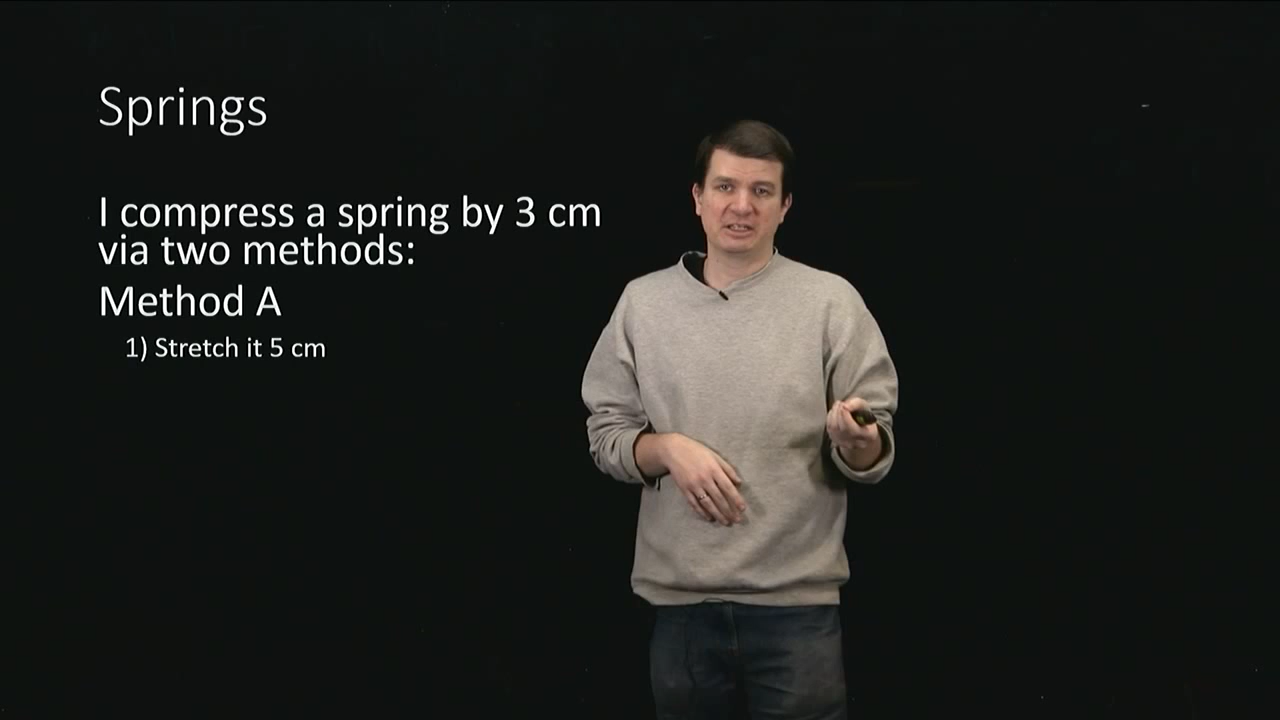 Springs
I compress a spring by 3 cm
via two methods:
Method A
1) Stretch it 5 cm